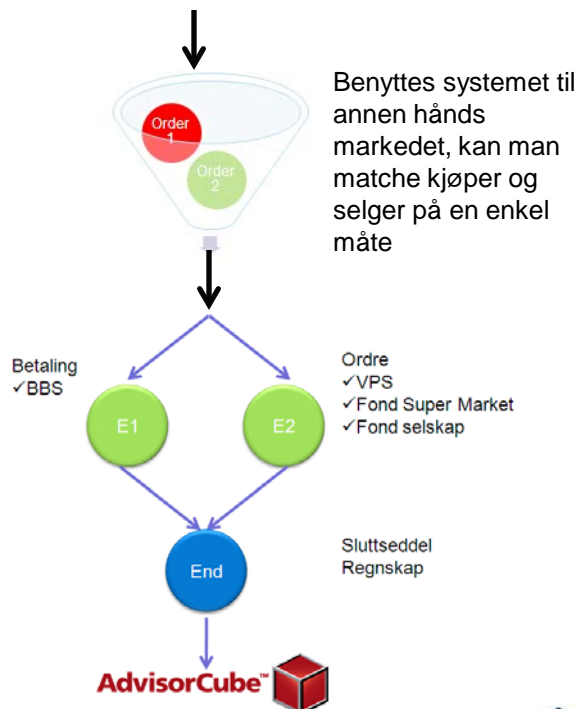 Order
1
Order
2
Benyttes systemet til
annen hånds
markedet, kan man
matche kjøper og
selger på en enkel
måte
Betaling
✓BBS
E1
E2
Ordre
✓VPS
✓Fond Super Market
✓Fond selskap
End
Sluttseddel
Regnskap
AdvisorCube™